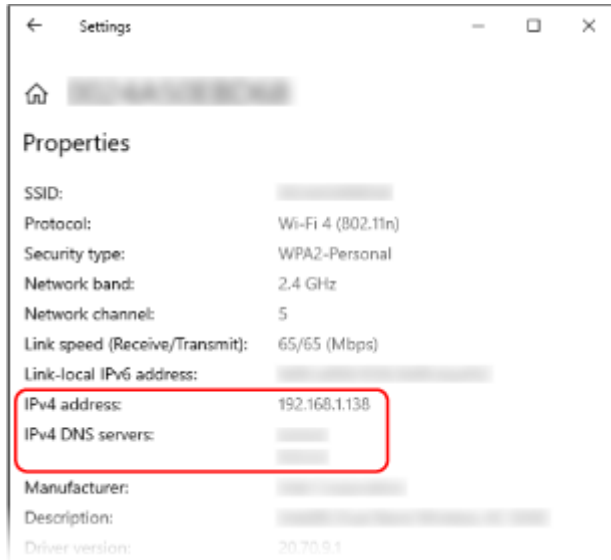 Settings
Properties
SSID:
Protocol: Wi-Fi 4 (802.11n)
Security type: WPA2-Personal
Network band: 2.4 GHz
Network channel: 5
Link speed (Receive/Transmit): 65/65 (Mbps)
Link-local IPv6 address:
IPv4 address: 192.168.1.138
IPv4 DNS servers:
Manufacturer:
Description:
Driver version: 20.70.9.1